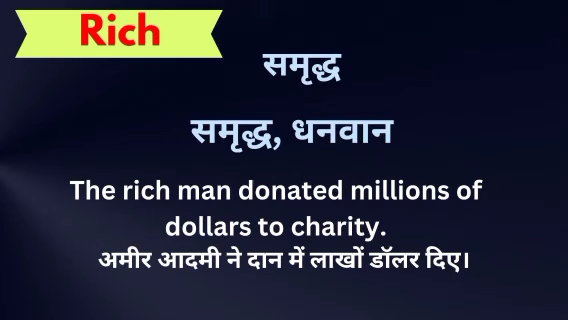 Rich
समृद्ध
समृद्ध, धनवान
The rich man donated millions of
dollars to charity.
अमीर आदमी ने दान में लाखों डॉलर दिए।